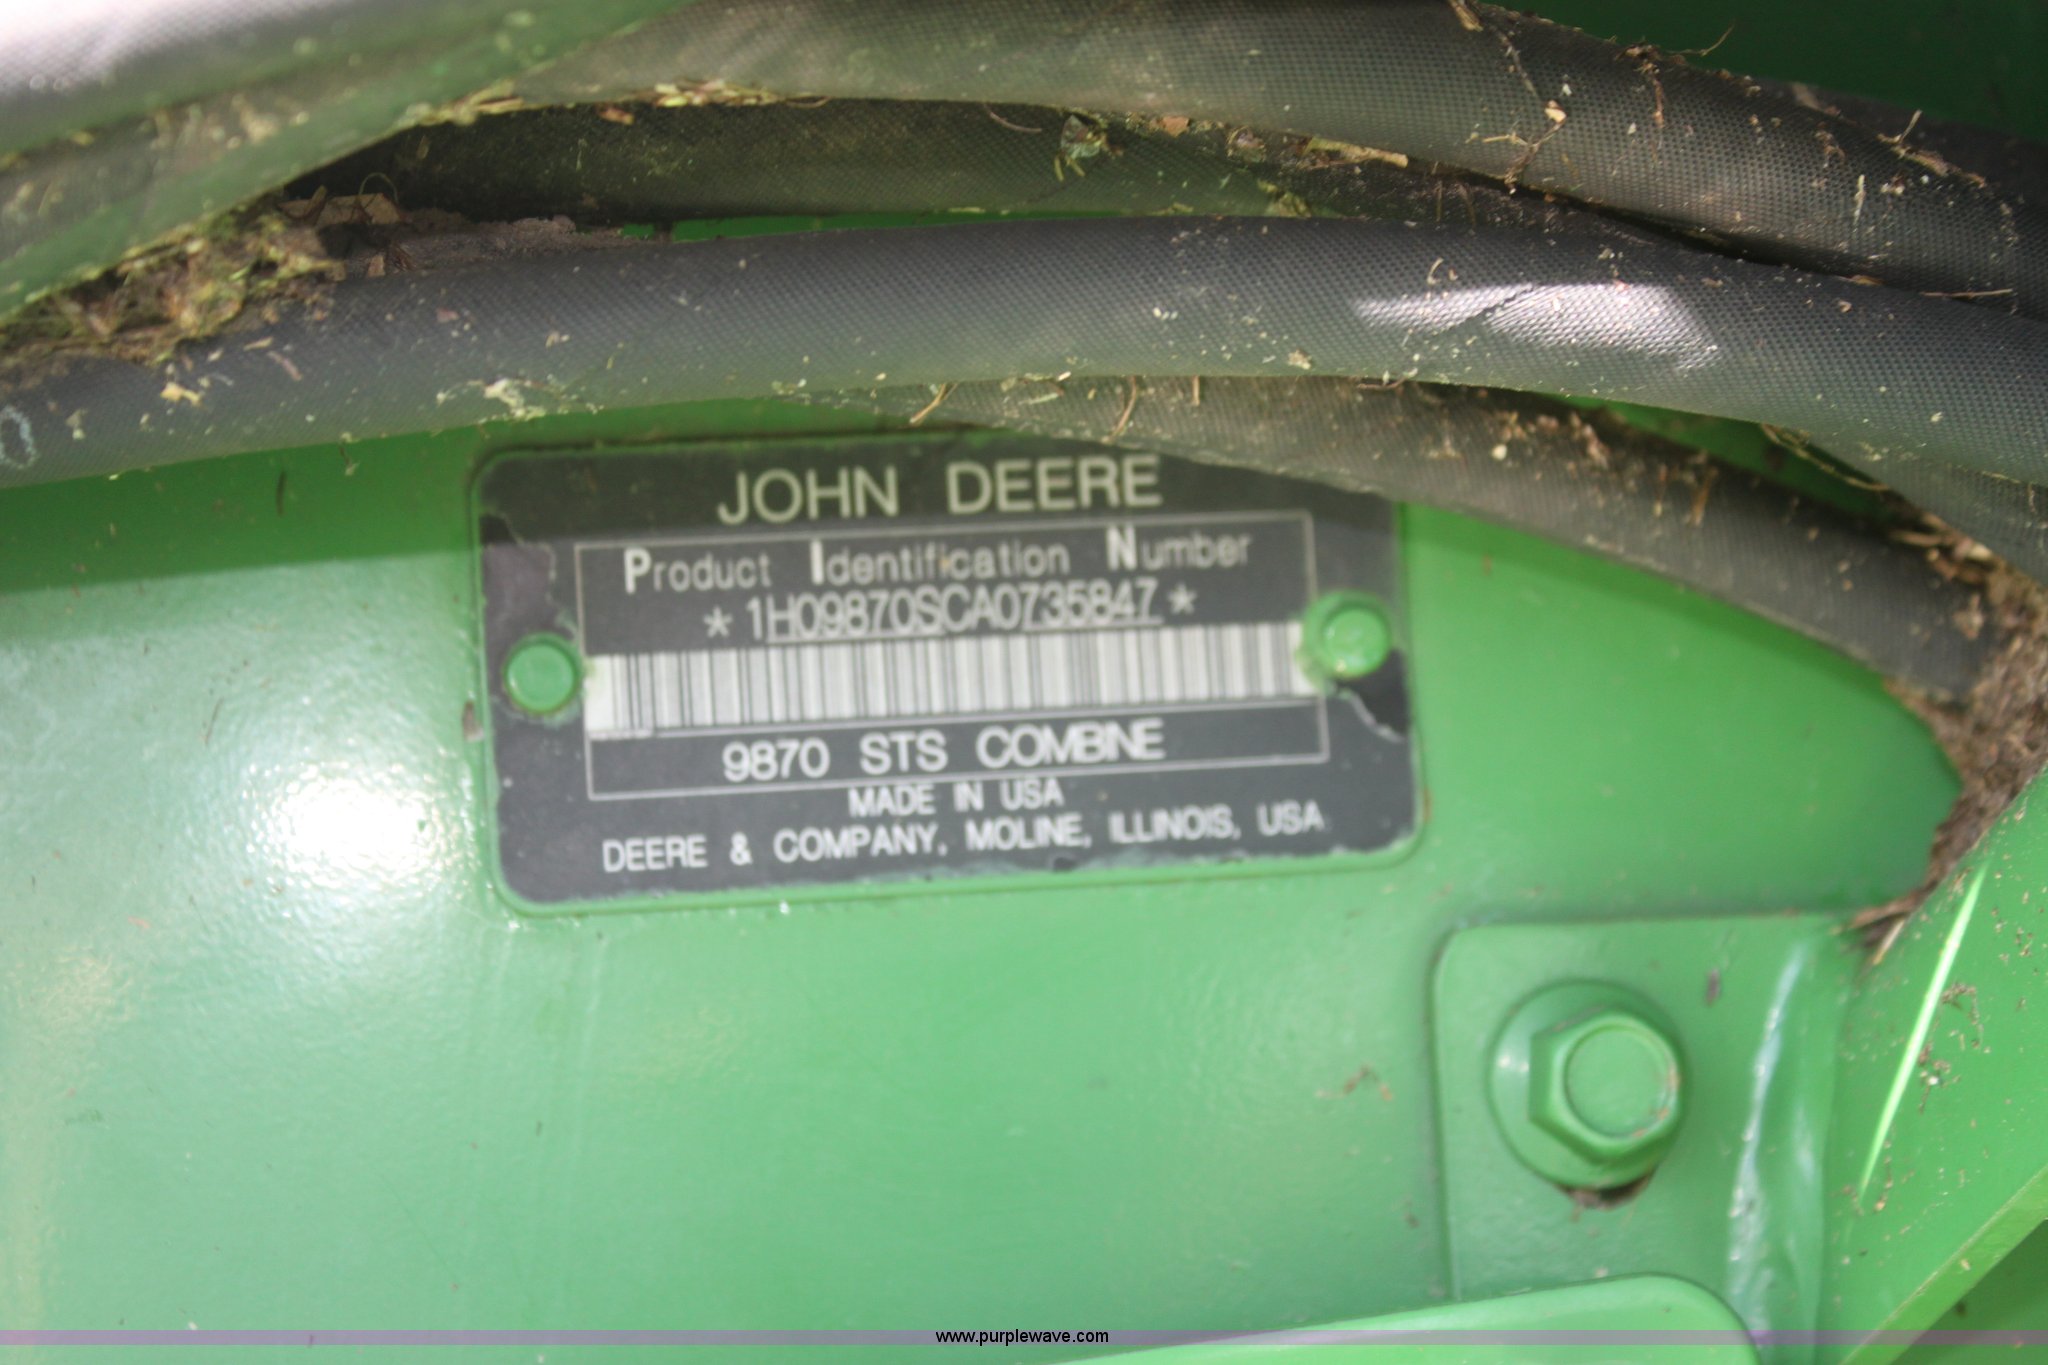 JOHN DEERE
Product Identification Number
*1H09870SCA0735847*
9870 STS COMBINE
MADE IN USA
DEERE & COMPANY, MOLINE, ILLINOIS, USA
www.purplewave.com